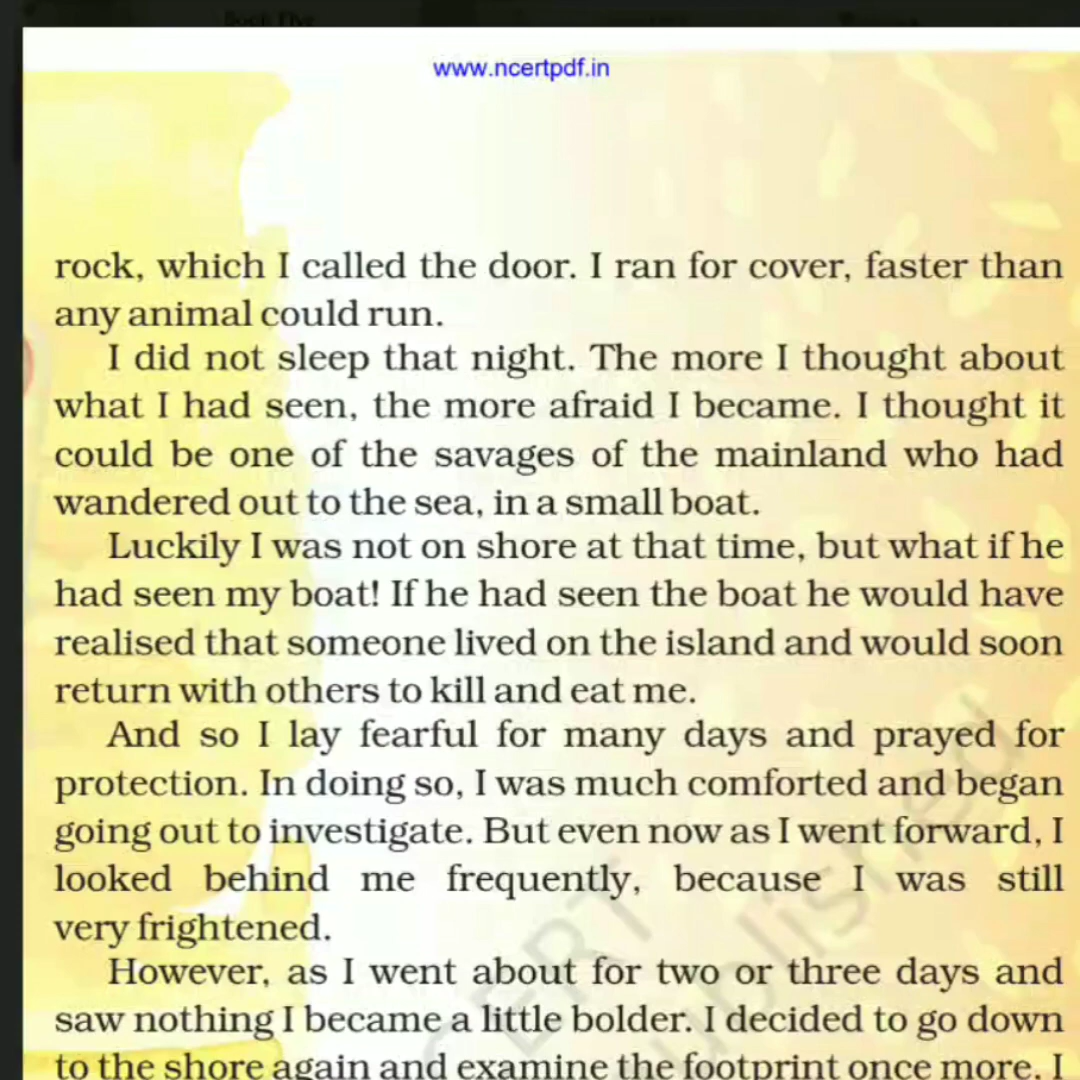 www.ncertpdf.in
rock, which I called the door. I ran for cover, faster than
any animal could run.
I did not sleep that night. The more I thought about
what I had seen, the more afraid I became. I thought it
could be one of the savages of the mainland who had
wandered out to the sea, in a small boat.
Luckily I was not on shore at that time, but what if he
had seen my boat! If he had seen the boat he would have
realised that someone lived on the island and would soon
return with others to kill and eat me.
And so I lay fearful for many days and prayed for
protection. In doing so, I was much comforted and began
going out to investigate. But even now as I went forward, I
looked behind me frequently, because I was still
very frightened.
However, as I went about for two or three days and
saw nothing I became a little bolder. I decided to go down
to the shore again and examine the footprint once more. I